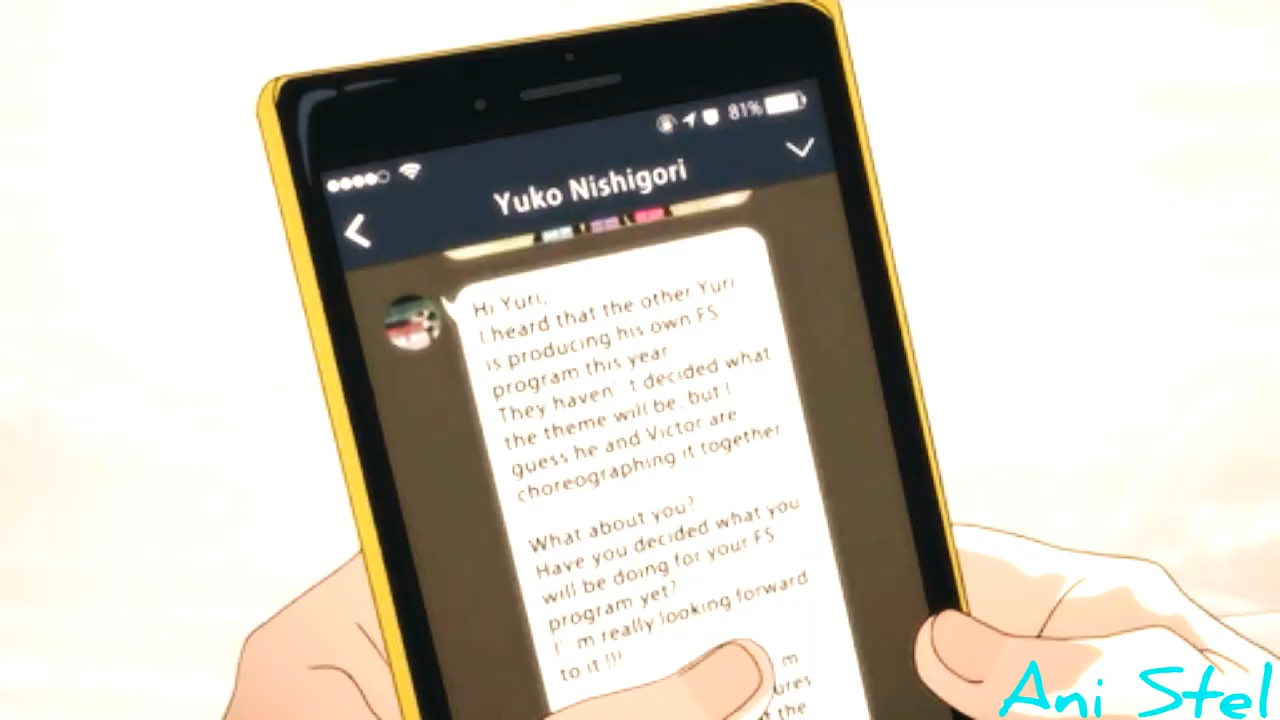 81%
Yuko Nishigori
Hi Yuri,
I heard that the other Yuri
is producing his own FS
program this year
They haven't decided what
the theme will be, but I
guess he and Victor are
choreographing it together
What about you?
Have you decided what you
will be doing for your FS
program yet?
I'm really looking forward
to it !!!
m
ures
the
Ani Stel